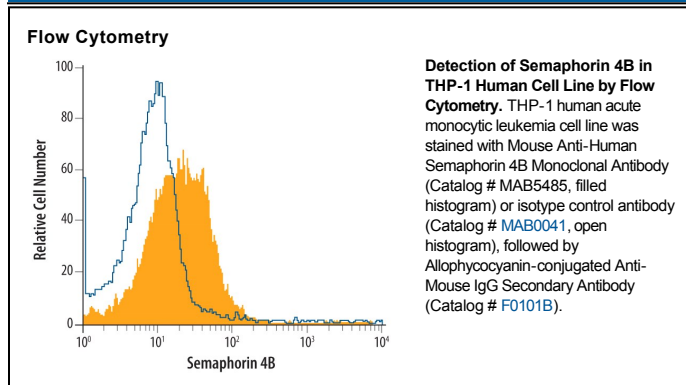 Flow Cytometry
100
80
60
40
20
0
Relative Cell Number
10⁰ 10¹ 10² 10³ 10⁴
Semaphorin 4B
Detection of Semaphorin 4B in
THP-1 Human Cell Line by Flow
Cytometry. THP-1 human acute
monocytic leukemia cell line was
stained with Mouse Anti-Human
Semaphorin 4B Monoclonal Antibody
(Catalog # MAB5485, filled
histogram) or isotype control antibody
(Catalog # MAB0041, open
histogram), followed by
Allophycocyanin-conjugated Anti-
Mouse IgG Secondary Antibody
(Catalog # F0101B).